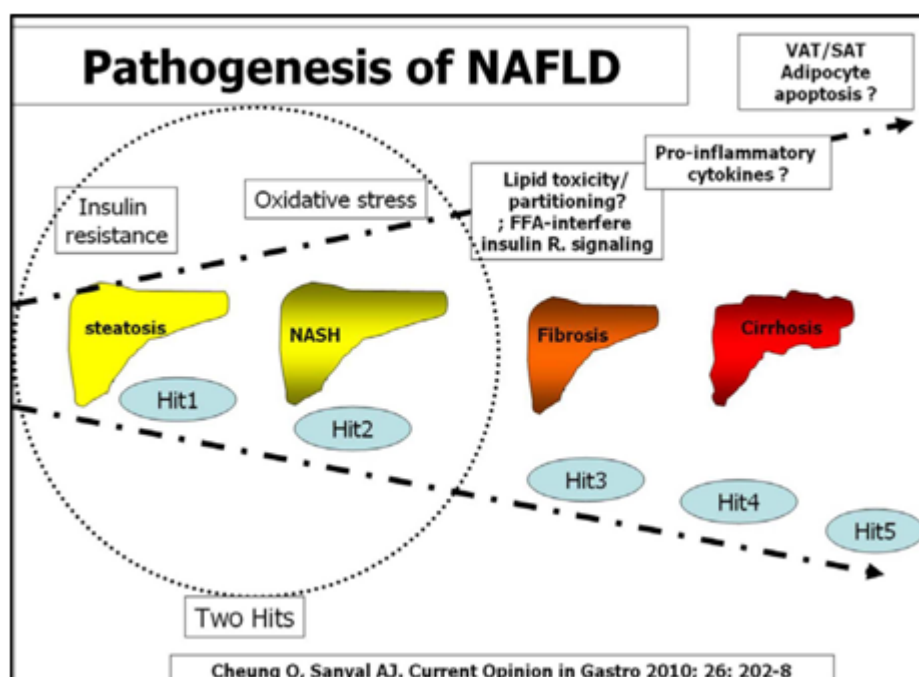 Pathogenesis of NAFLD
VAT/SAT
Adipocyte
apoptosis ?
Pro-inflammatory
cytokines ?
Lipid toxicity/
partitioning?
; FFA-interfere
insulin R. signaling
Oxidative stress
Insulin
resistance
steatosis
NASH
Fibrosis
Cirrhosis
Hit1
Hit2
Hit3
Hit4
Hit5
Two Hits
Cheung O, Sanyal AJ. Current Opinion in Gastro 2010; 26: 202-8